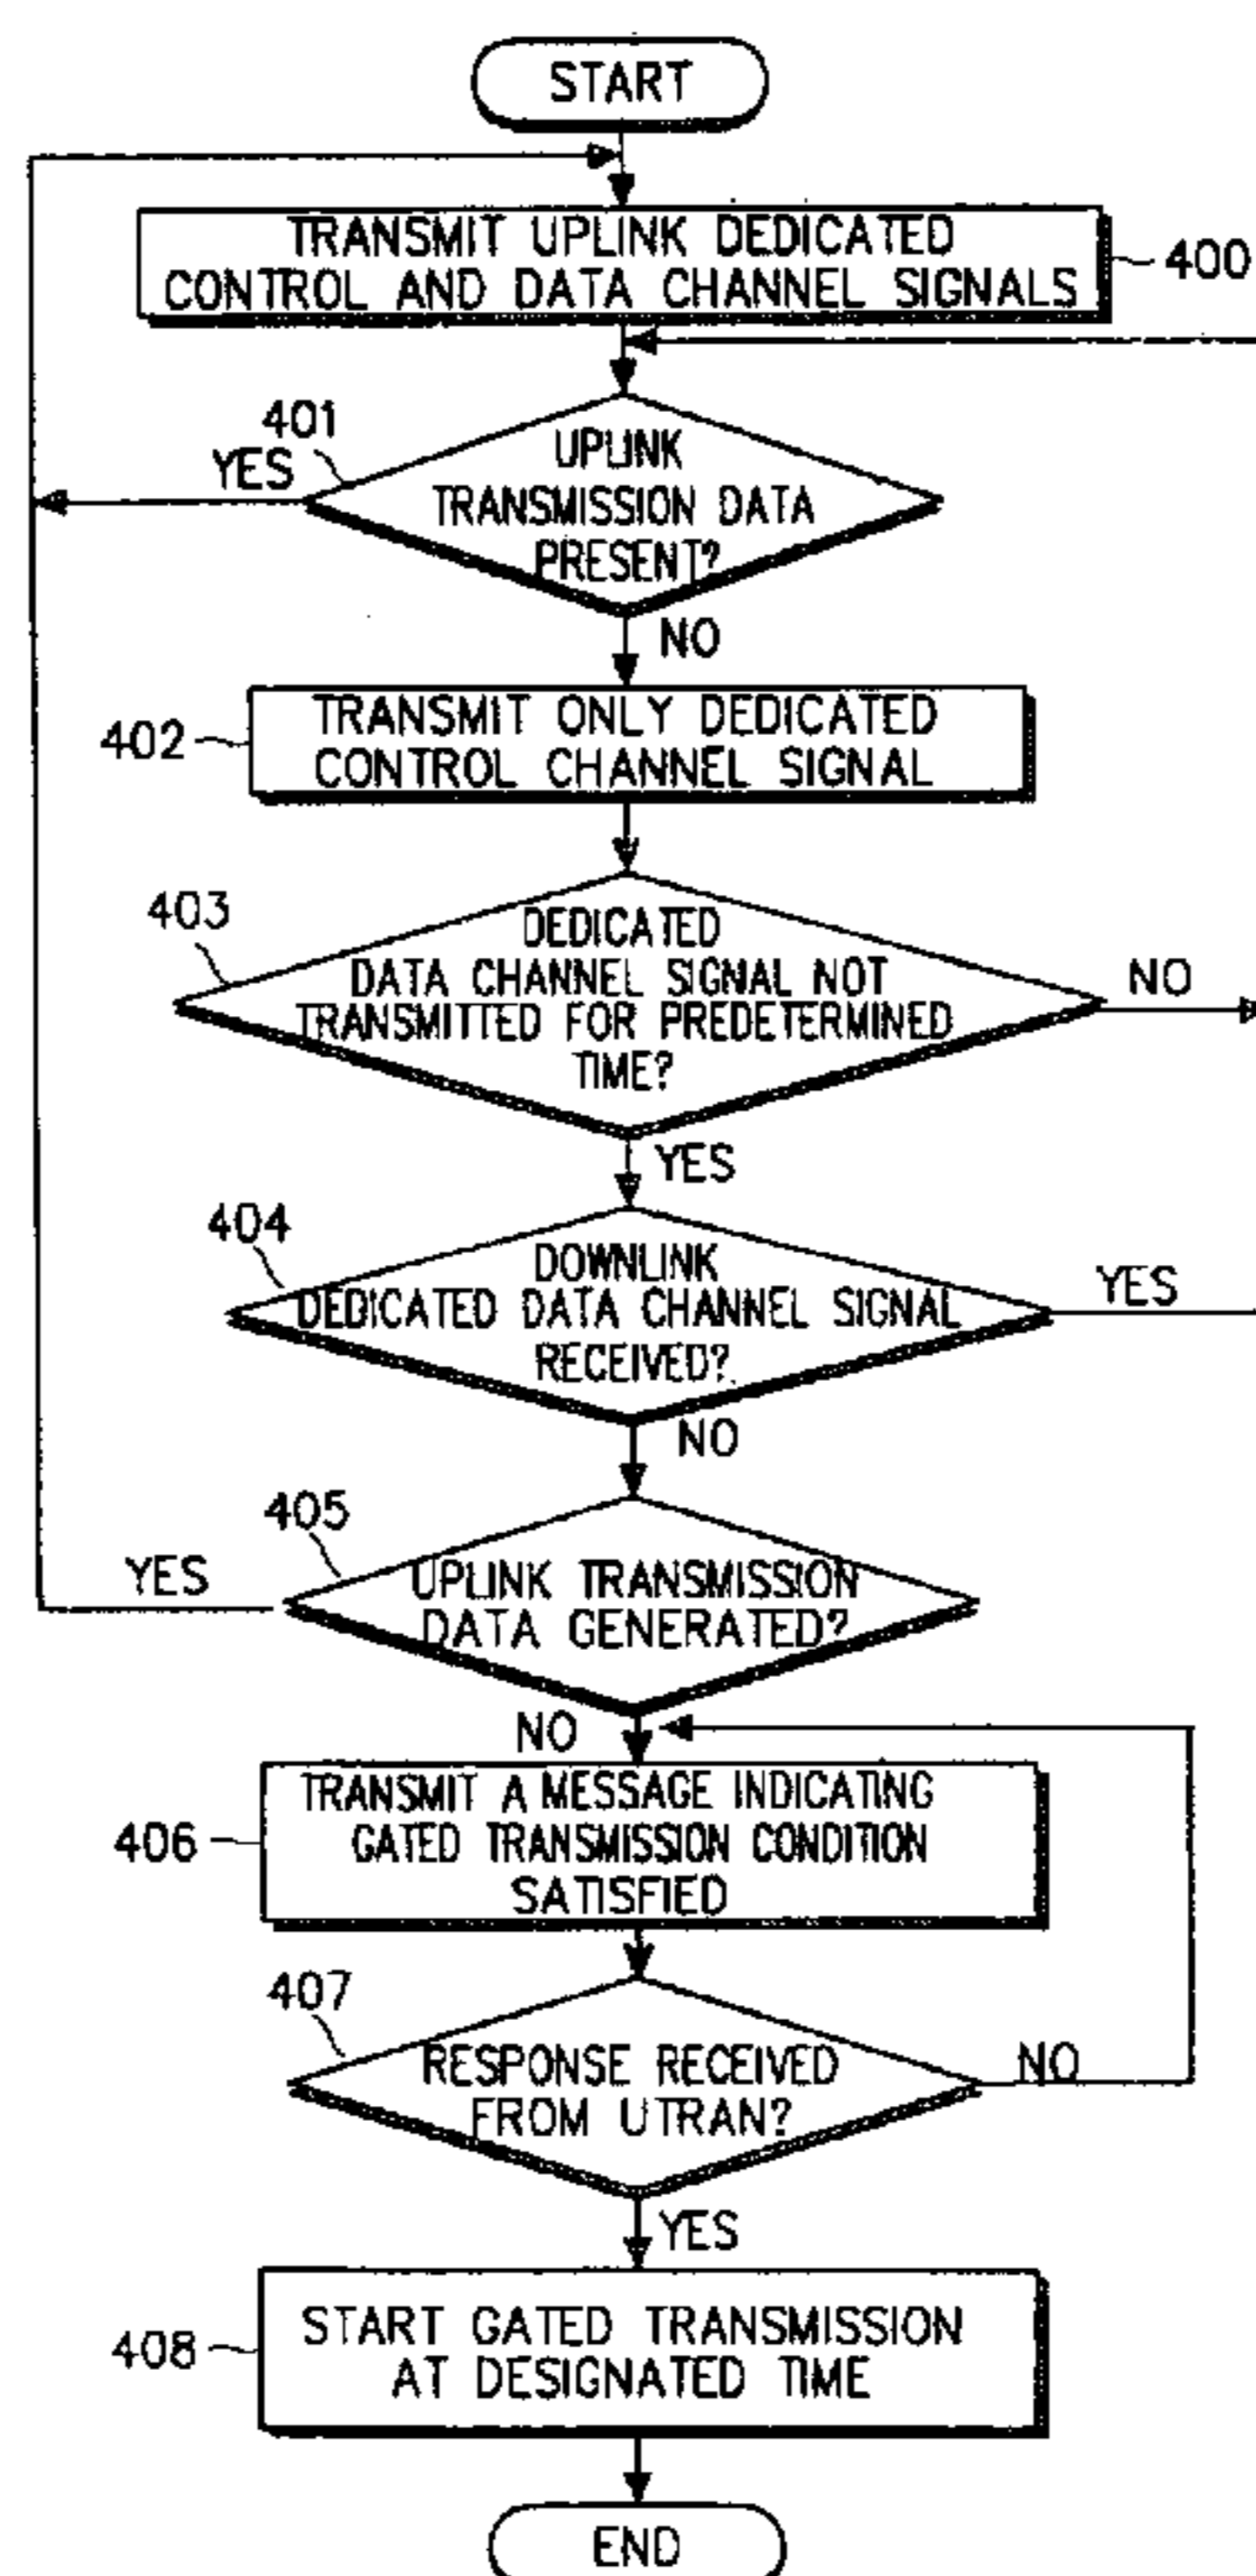 START
TRANSMIT UPLINK DEDICATED
CONTROL AND DATA CHANNEL SIGNALS
400
401
YES
UPLINK
TRANSMISSION DATA
PRESENT?
NO
TRANSMIT ONLY DEDICATED
CONTROL CHANNEL SIGNAL
402
403
DEDICATED
DATA CHANNEL SIGNAL NOT
TRANSMITTED FOR PREDETERMINED
TIME?
NO
YES
404
DOWNLINK
DEDICATED DATA CHANNEL SIGNAL
RECEIVED?
YES
NO
405
YES
UPLINK TRANSMISSION
DATA GENERATED?
NO
TRANSMIT A MESSAGE INDICATING
GATED TRANSMISSION CONDITION
SATISFIED
406
407
RESPONSE RECEIVED
FROM UTRAN?
NO
YES
START GATED TRANSMISSION
AT DESIGNATED TIME
408
END